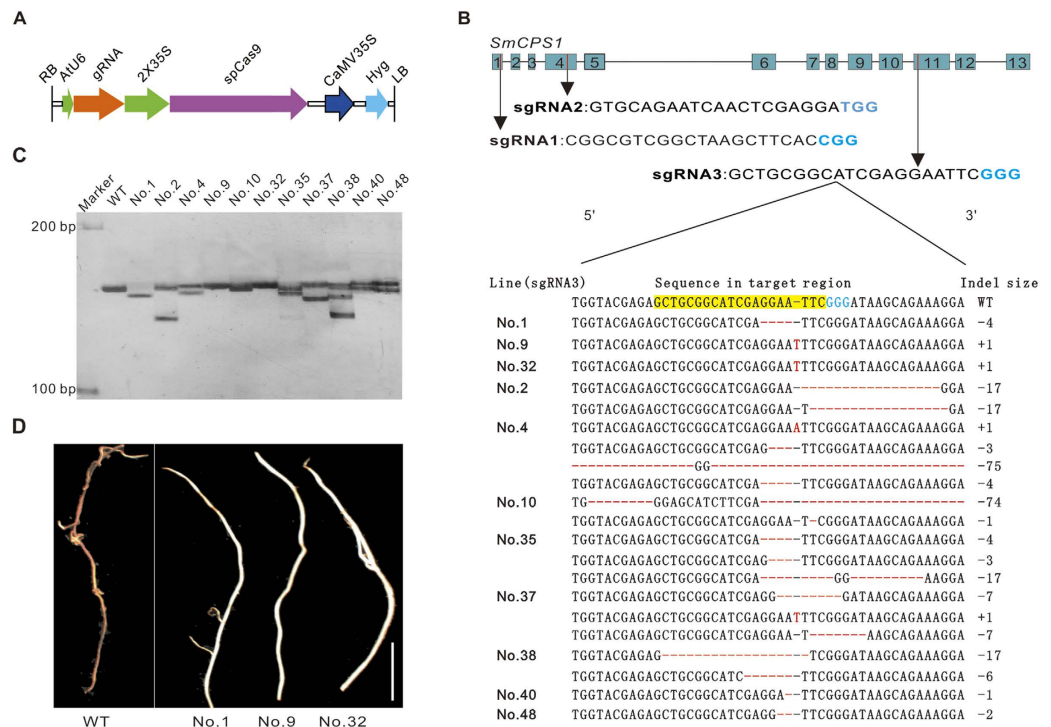 A
RB AtU6 gRNA 2X35S spCas9 CaMV35S Hyg LB
B
SmCPS1
1 2 3 4 5 6 7 8 9 10 11 12 13
sgRNA2:GTGCAGAATCAACTCGAGGATGG
sgRNA1:CGGCGTCGGCTAAGCTTCACCGG
sgRNA3:GCTGCGGCATCGAGGAATTCGGG
5' 3'
Line(sgRNA3) Sequence in target region Indel size
TGGTACGAGAGCTGCGGCATCGAGGAA-TTCGGGATAAGCAGAAAGGA WT
No.1 TGGTACGAGAGCTGCGGCATCGA-----TTCGGGATAAGCAGAAAGGA -4
No.9 TGGTACGAGAGCTGCGGCATCGAGGAATTTCGGGATAAGCAGAAAGGA +1
No.32 TGGTACGAGAGCTGCGGCATCGAGGAATTTCGGGATAAGCAGAAAGGA +1
No.2 TGGTACGAGAGCTGCGGCATCGAGGAA------------------GGA -17
TGGTACGAGAGCTGCGGCATCGAGGAA-T-----------------GA -17
No.4 TGGTACGAGAGCTGCGGCATCGAGGAAATTCGGGATAAGCAGAAAGGA +1
TGGTACGAGAGCTGCGGCATCGAG----TTCGGGATAAGCAGAAAGGA -3
---------------GG------------------------------- -75
TGGTACGAGAGCTGCGGCATCGA-----TTCGGGATAAGCAGAAAGGA -4
No.10 TG--------GGAGCATCTTCGA------------------------- -74
TGGTACGAGAGCTGCGGCATCGAGGAA-T-CGGGATAAGCAGAAAGGA -1
No.35 TGGTACGAGAGCTGCGGCATCGA-----TTCGGGATAAGCAGAAAGGA -4
TGGTACGAGAGCTGCGGCATCGAG----TTCGGGATAAGCAGAAAGGA -3
TGGTACGAGAGCTGCGGCATCGA---------GG---------AAGGA -17
No.37 TGGTACGAGAGCTGCGGCATCGAGG--------GATAAGCAGAAAGGA -7
TGGTACGAGAGCTGCGGCATCGAGGAATTTCGGGATAAGCAGAAAGGA +1
TGGTACGAGAGCTGCGGCATCGAGGAA-T-------AAGCAGAAAGGA -7
No.38 TGGTACGAGAG------------------TCGGGATAAGCAGAAAGGA -17
TGGTACGAGAGCTGCGGCATC-------TTCGGGATAAGCAGAAAGGA -6
No.40 TGGTACGAGAGCTGCGGCATCGAGGA--TTCGGGATAAGCAGAAAGGA -1
No.48 TGGTACGAGAGCTGCGGCATCGAGG---TTCGGGATAAGCAGAAAGGA -2
C
Marker WT No.1 No.2 No.4 No.9 No.10 No.32 No.35 No.37 No.38 No.40 No.48
200 bp
100 bp
D
WT No.1 No.9 No.32